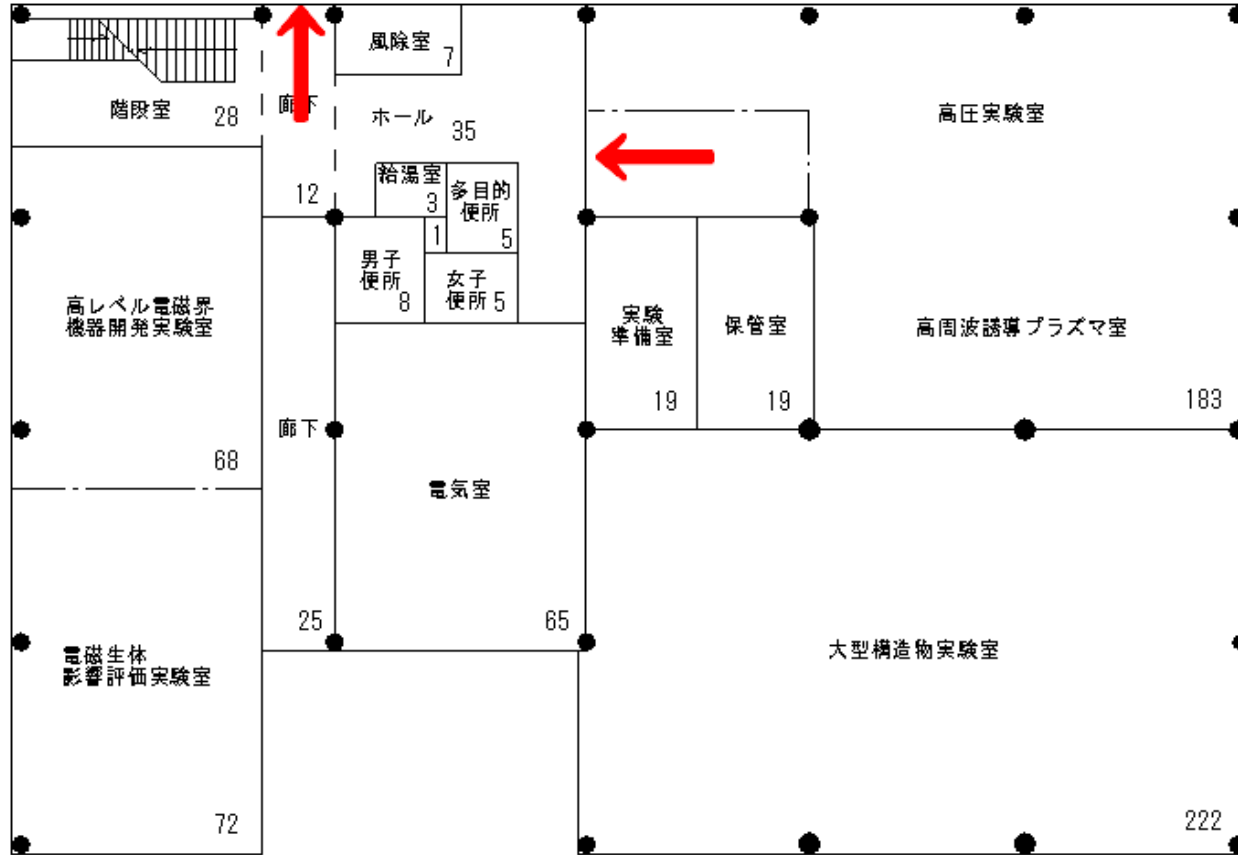 風除室
7
階段室
28
廊下
12
ホール
35
高圧実験室
給湯室
3
多目的
便所
5
1
男子
便所
8
女子
便所
5
高レベル電磁界
機器開発実験室
68
実験
準備室
19
保管室
19
高周波誘導プラズマ室
183
廊下
25
電気室
65
電磁生体
影響評価実験室
72
大型構造物実験室
222